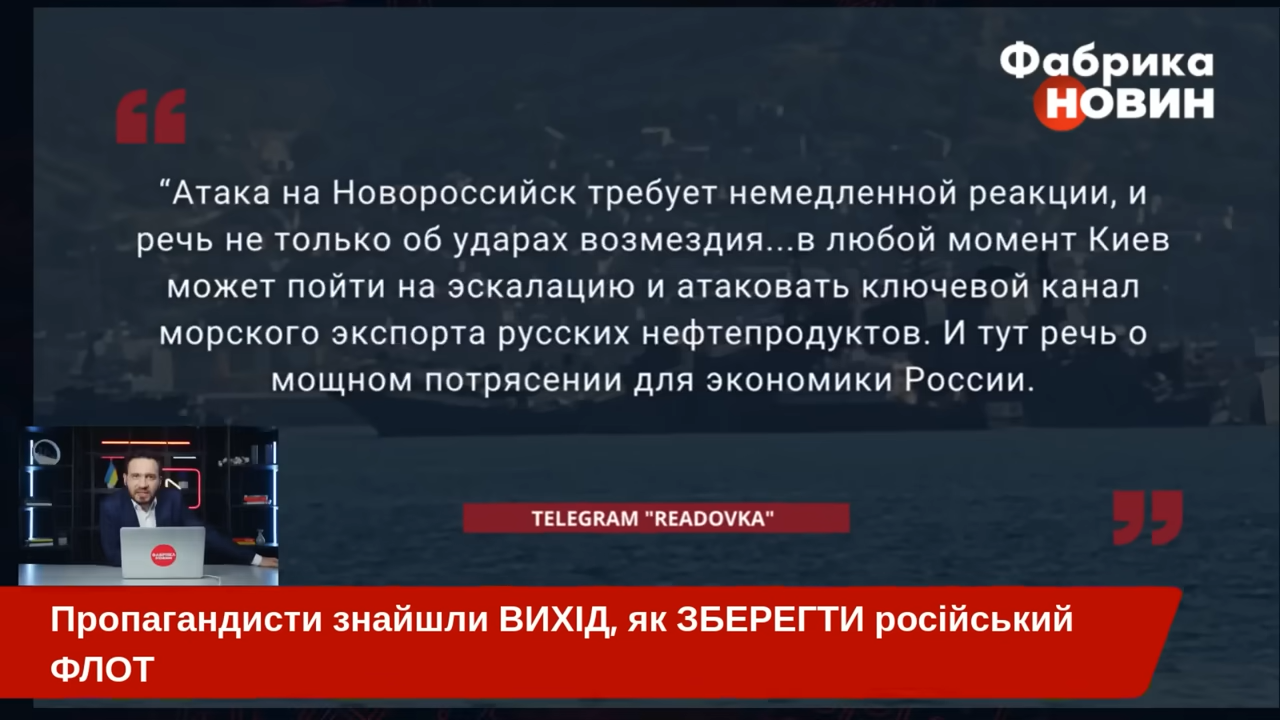 Фабрика
НОВИН
“Атака на Новороссийск требует немедленной реакции, и
речь не только об ударах возмездия...в любой момент Киев
может пойти на эскалацию и атаковать ключевой канал
морского экспорта русских нефтепродуктов. И тут речь о
мощном потрясении для экономики России.
TELEGRAM "READOVKA"
Пропагандисти знайшли ВИХІД, як ЗБЕРЕГТИ російський
ФЛОТ